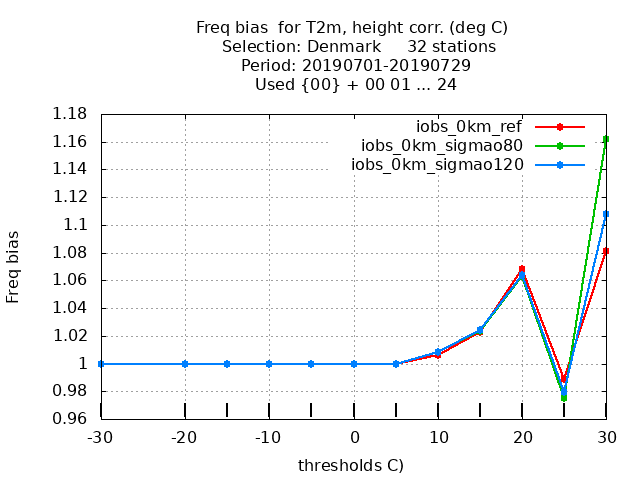 Freq bias  for T2m, height corr. (deg C)
Selection: Denmark     32 stations
Period: 20190701-20190729
Used {00} + 00 01 ... 24
1.18
1.16
1.14
1.12
1.1
1.08
1.06
1.04
1.02
1
0.98
0.96
Freq bias
iobs_0km_ref
iobs_0km_sigmao80
iobs_0km_sigmao120
-30 -20 -10 0 10 20 30
thresholds C)